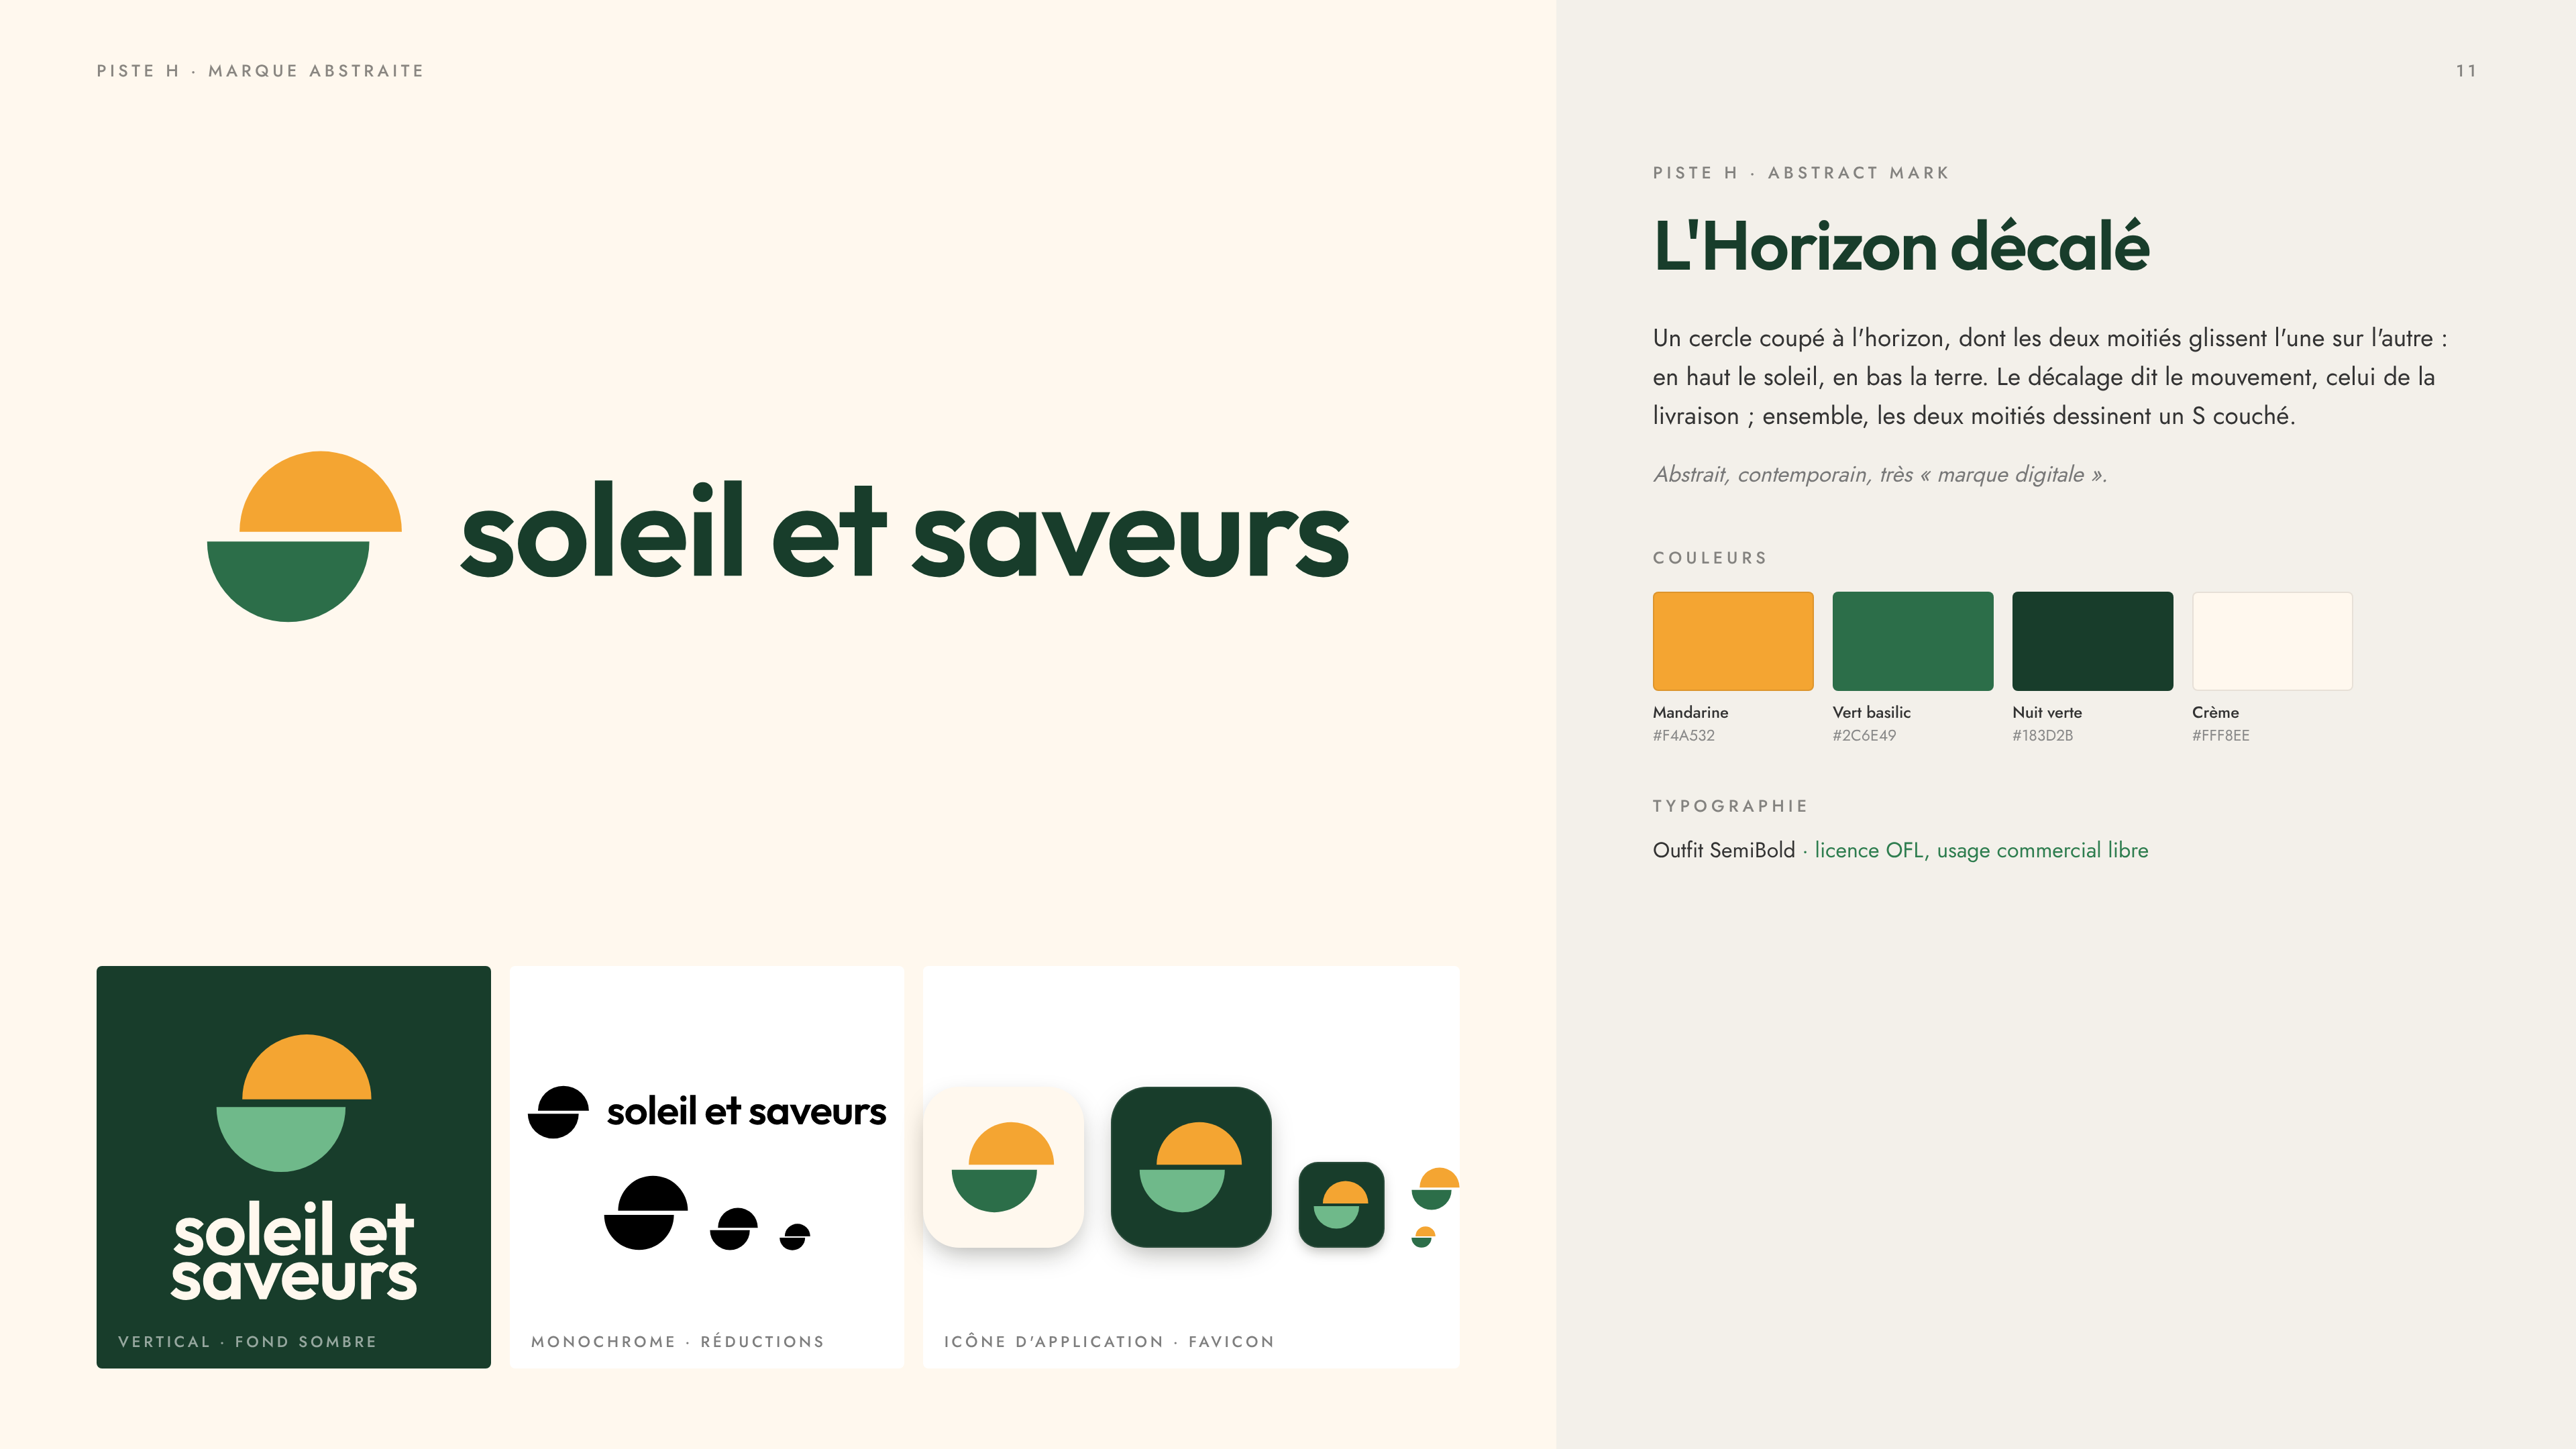 PISTE H · MARQUE ABSTRAITE
11
soleil et saveurs
soleil et
saveurs
VERTICAL · FOND SOMBRE
soleil et saveurs
MONOCHROME · RÉDUCTIONS
ICÔNE D'APPLICATION · FAVICON
PISTE H · ABSTRACT MARK
L'Horizon décalé
Un cercle coupé à l'horizon, dont les deux moitiés glissent l'une sur l'autre :
en haut le soleil, en bas la terre. Le décalage dit le mouvement, celui de la
livraison ; ensemble, les deux moitiés dessinent un S couché.
Abstrait, contemporain, très « marque digitale ».
COULEURS
Mandarine
#F4A532
Vert basilic
#2C6E49
Nuit verte
#183D2B
Crème
#FFF8EE
TYPOGRAPHIE
Outfit SemiBold · licence OFL, usage commercial libre